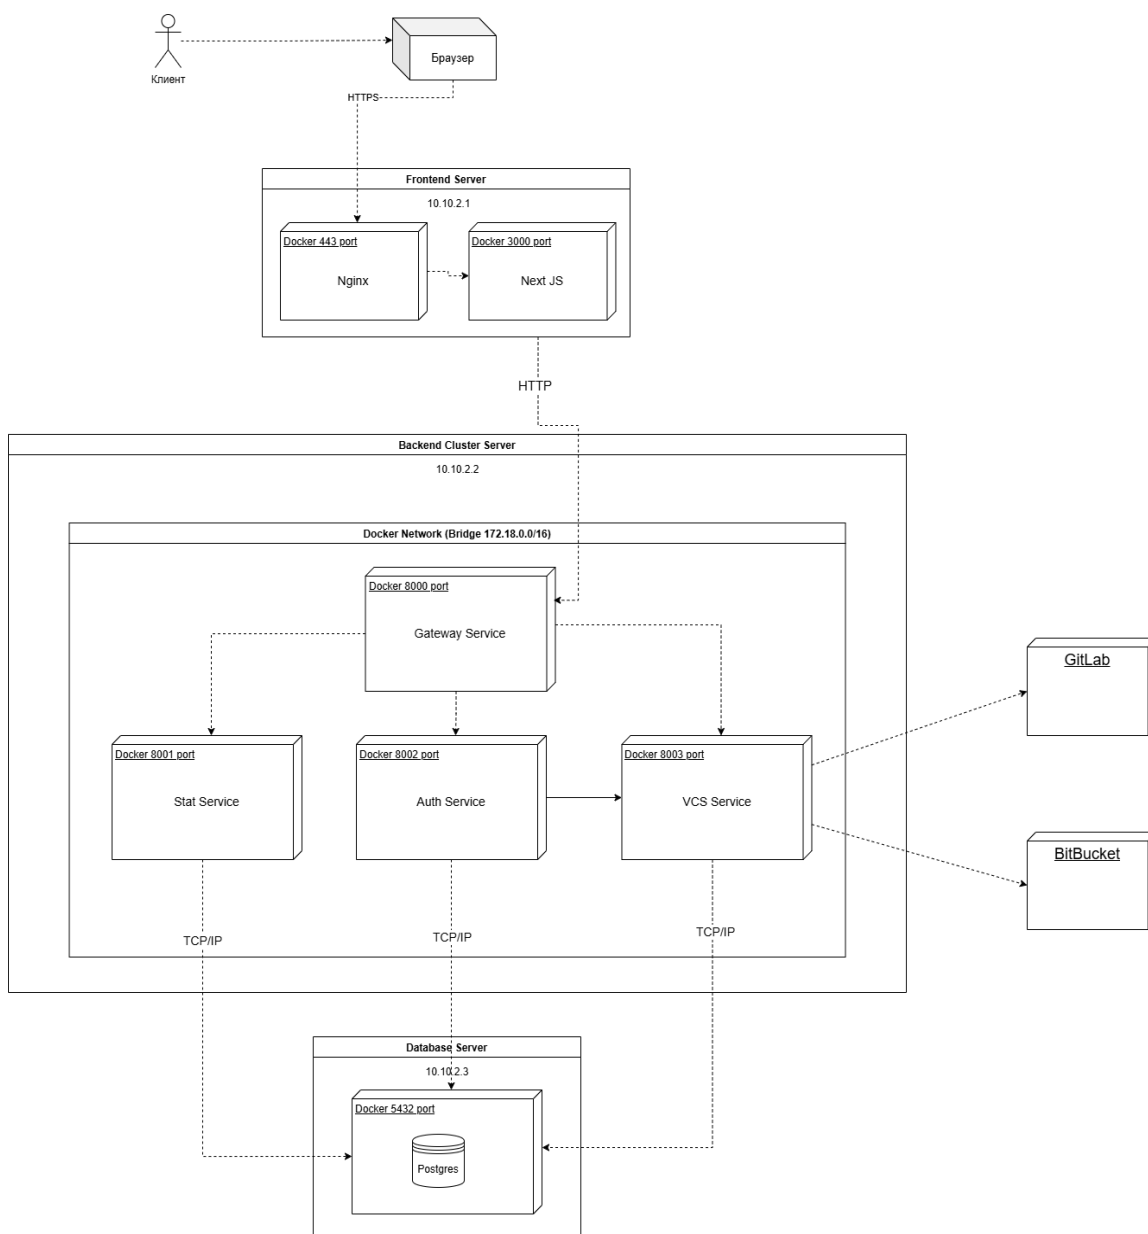 Клиент
Браузер
HTTPS
Frontend Server
10.10.2.1
Docker 443 port
Nginx
Docker 3000 port
Next JS
HTTP
Backend Cluster Server
10.10.2.2
Docker Network (Bridge 172.18.0.0/16)
Docker 8000 port
Gateway Service
Docker 8001 port
Stat Service
Docker 8002 port
Auth Service
Docker 8003 port
VCS Service
GitLab
BitBucket
TCP/IP
TCP/IP
TCP/IP
Database Server
10.10.2.3
Docker 5432 port
Postgres